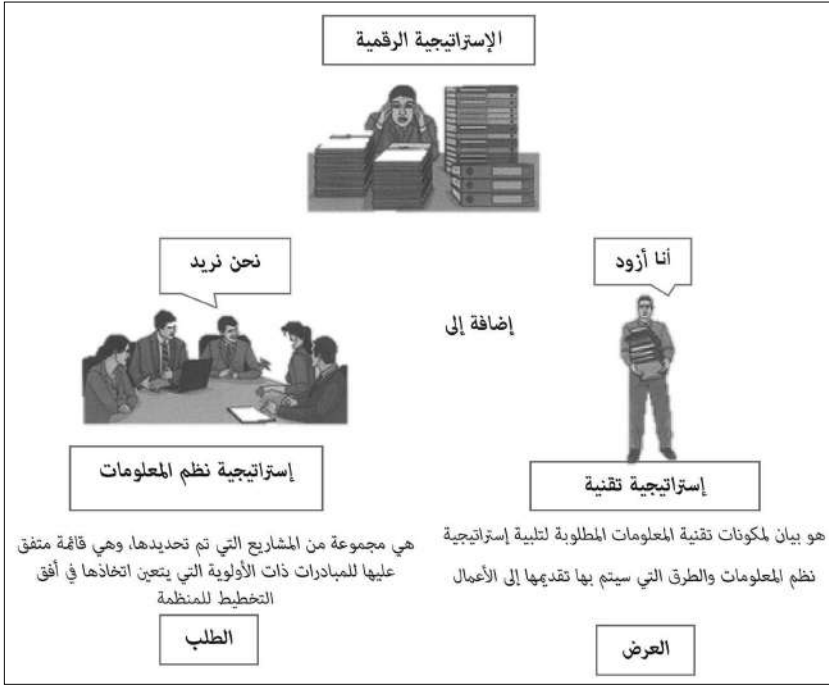 الإستراتيجية الرقمية
أنا أزود
نحن نريد
إضافة إلى
إستراتيجية تقنية
هو بيان لمكونات تقنية المعلومات المطلوبة لتلبية إستراتيجية
نظم المعلومات والطرق التي سيتم بها تقديمها إلى الأعمال
العرض
إستراتيجية نظم المعلومات
هي مجموعة من المشاريع التي تم تحديدها، وهي قائمة متفق
عليها للمبادرات ذات الأولوية التي يتعين اتخاذها في أفق
التخطيط للمنظمة
الطلب